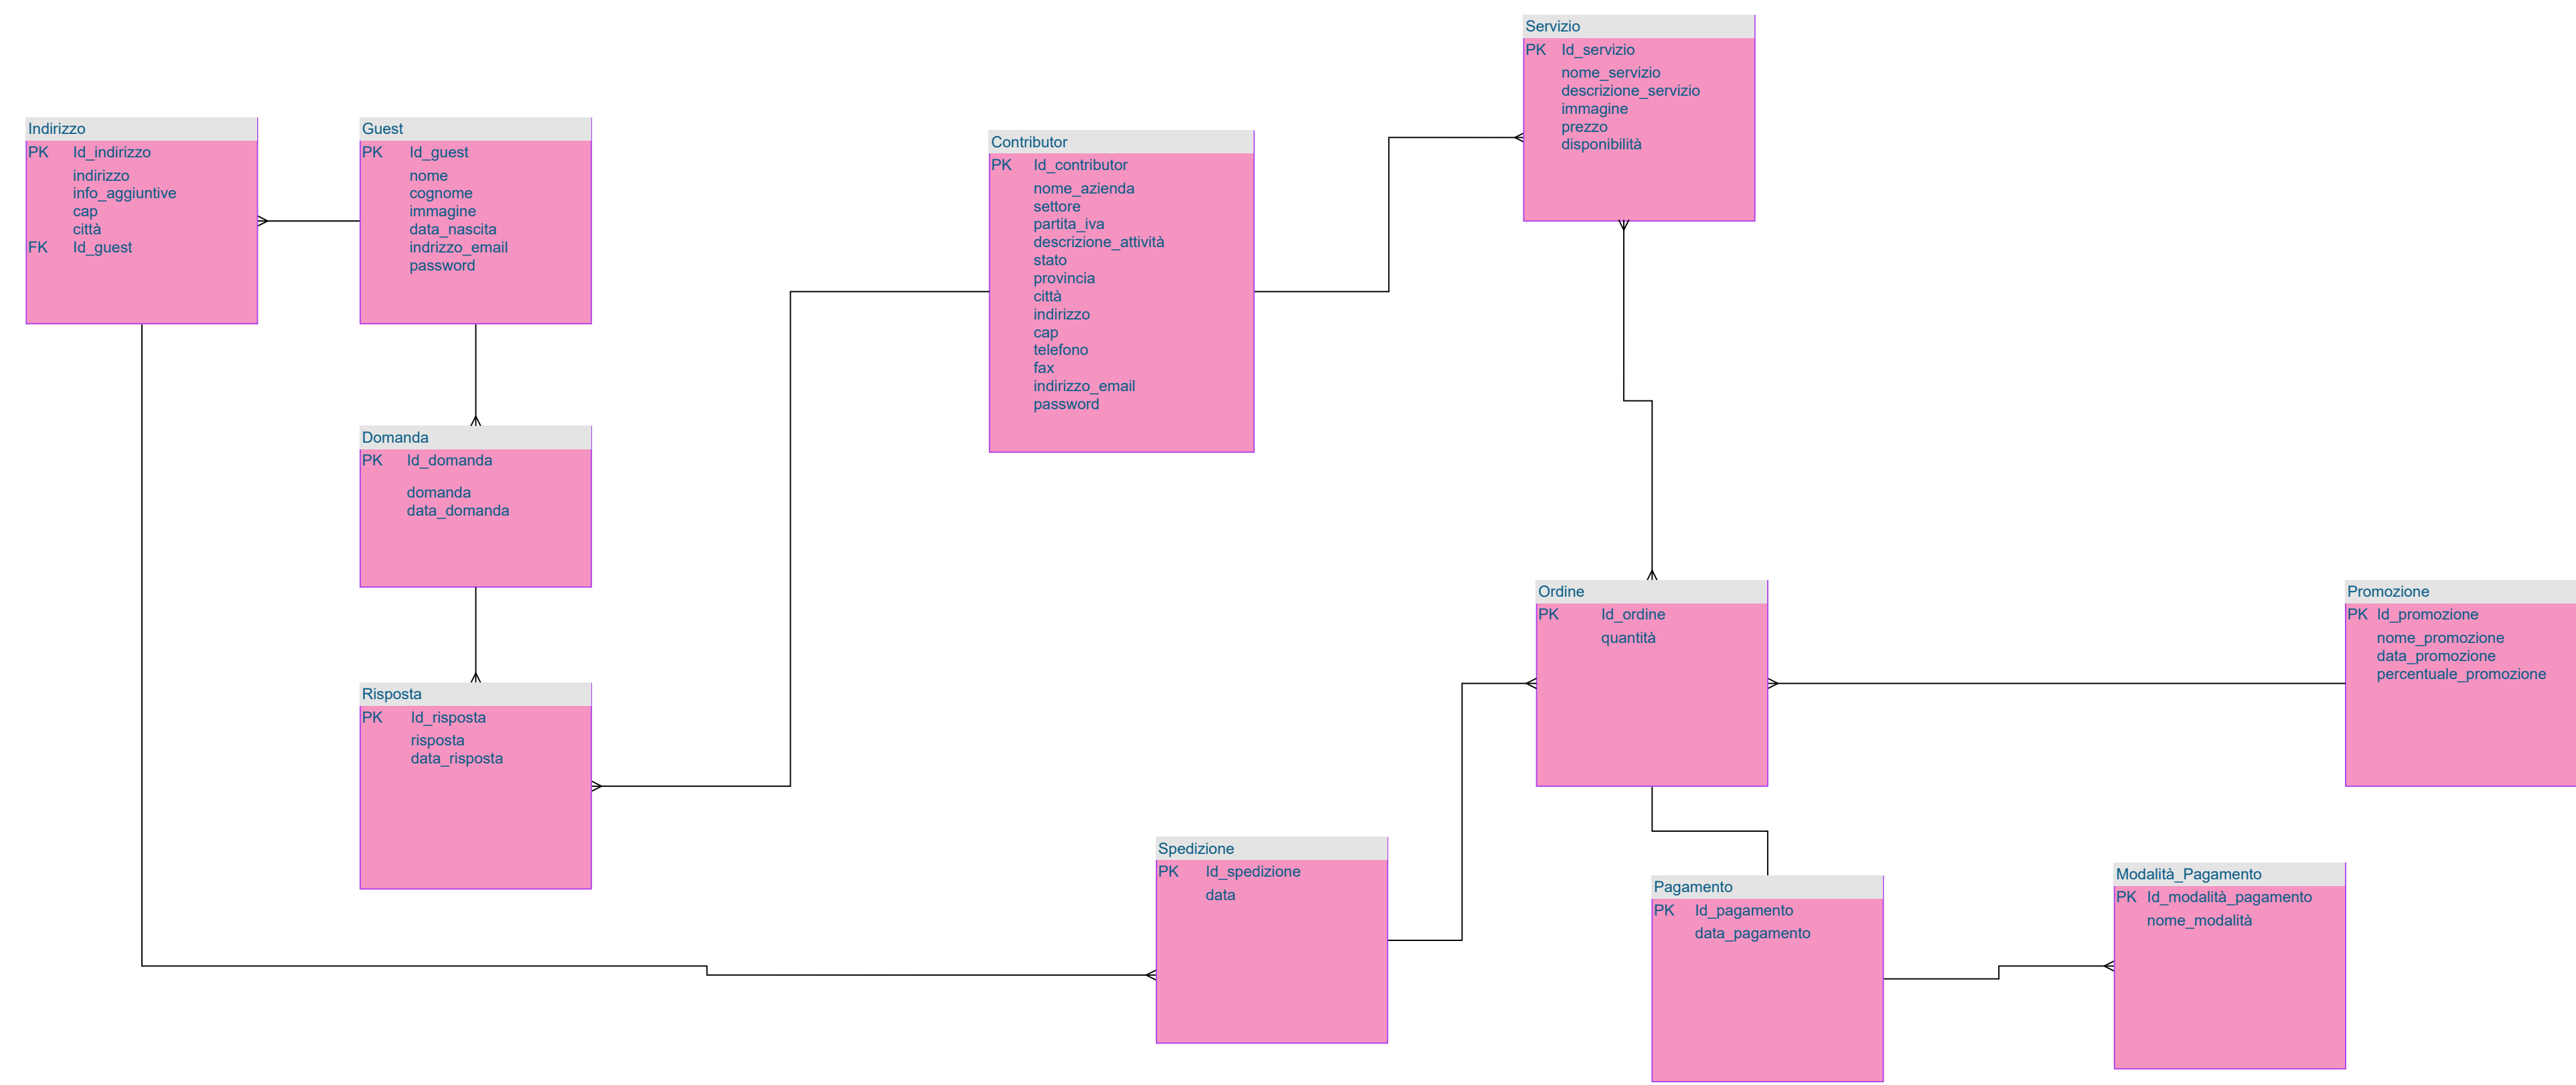 Servizio
PK Id_servizio
nome_servizio
descrizione_servizio
immagine
prezzo
disponibilità
Indirizzo
PK Id_indirizzo
indirizzo
info_aggiuntive
cap
città
FK Id_guest
Guest
PK Id_guest
nome
cognome
immagine
data_nascita
indrizzo_email
password
Contributor
PK Id_contributor
nome_azienda
settore
partita_iva
descrizione_attività
stato
provincia
città
indirizzo
cap
telefono
fax
indirizzo_email
password
Domanda
PK Id_domanda
domanda
data_domanda
Ordine
PK Id_ordine
quantità
Promozione
PK Id_promozione
nome_promozione
data_promozione
percentuale_promozione
Risposta
PK Id_risposta
risposta
data_risposta
Spedizione
PK Id_spedizione
data
Pagamento
PK Id_pagamento
data_pagamento
Modalità_Pagamento
PK Id_modalità_pagamento
nome_modalità